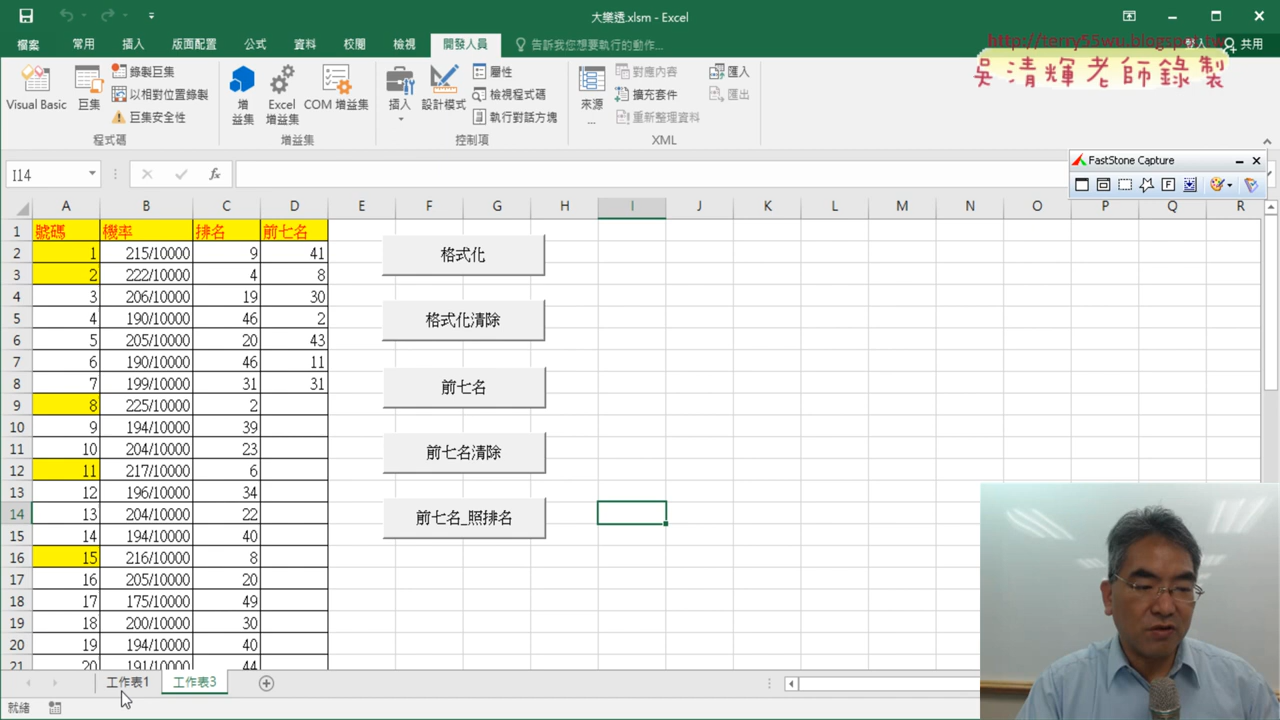 大樂透.xlsm - Excel
檔案 常用 插入 版面配置 公式 資料 校閱 檢視 開發人員 告訴我您想要執行的動作... 登入 共用
http://terry55wu.blogspot.tw
吳清輝老師錄製
Visual Basic 巨集 錄製巨集 以相對位置錄製 巨集安全性
增益集 Excel 增益集 COM 增益集
插入 設計模式 屬性 檢視程式碼 執行對話方塊
來源... 對應內容 擴充套件 重新整理資料 匯入 匯出
程式碼 增益集 控制項 XML
FastStone Capture
I14 fx
A B C D E F G H I J K L M N O P Q R
1 號碼 機率 排名 前七名
2 1 215/10000 9 41 格式化
3 2 222/10000 4 8
4 3 206/10000 19 30
5 4 190/10000 46 2 格式化清除
6 5 205/10000 20 43
7 6 190/10000 46 11
8 7 199/10000 31 31 前七名
9 8 225/10000 2
10 9 194/10000 39
11 10 204/10000 23 前七名清除
12 11 217/10000 6
13 12 196/10000 34
14 13 204/10000 22 前七名_照排名
15 14 194/10000 40
16 15 216/10000 8
17 16 205/10000 20
18 17 175/10000 49
19 18 200/10000 30
20 19 194/10000 40
21 20 191/10000 44
工作表1 工作表3
就緒